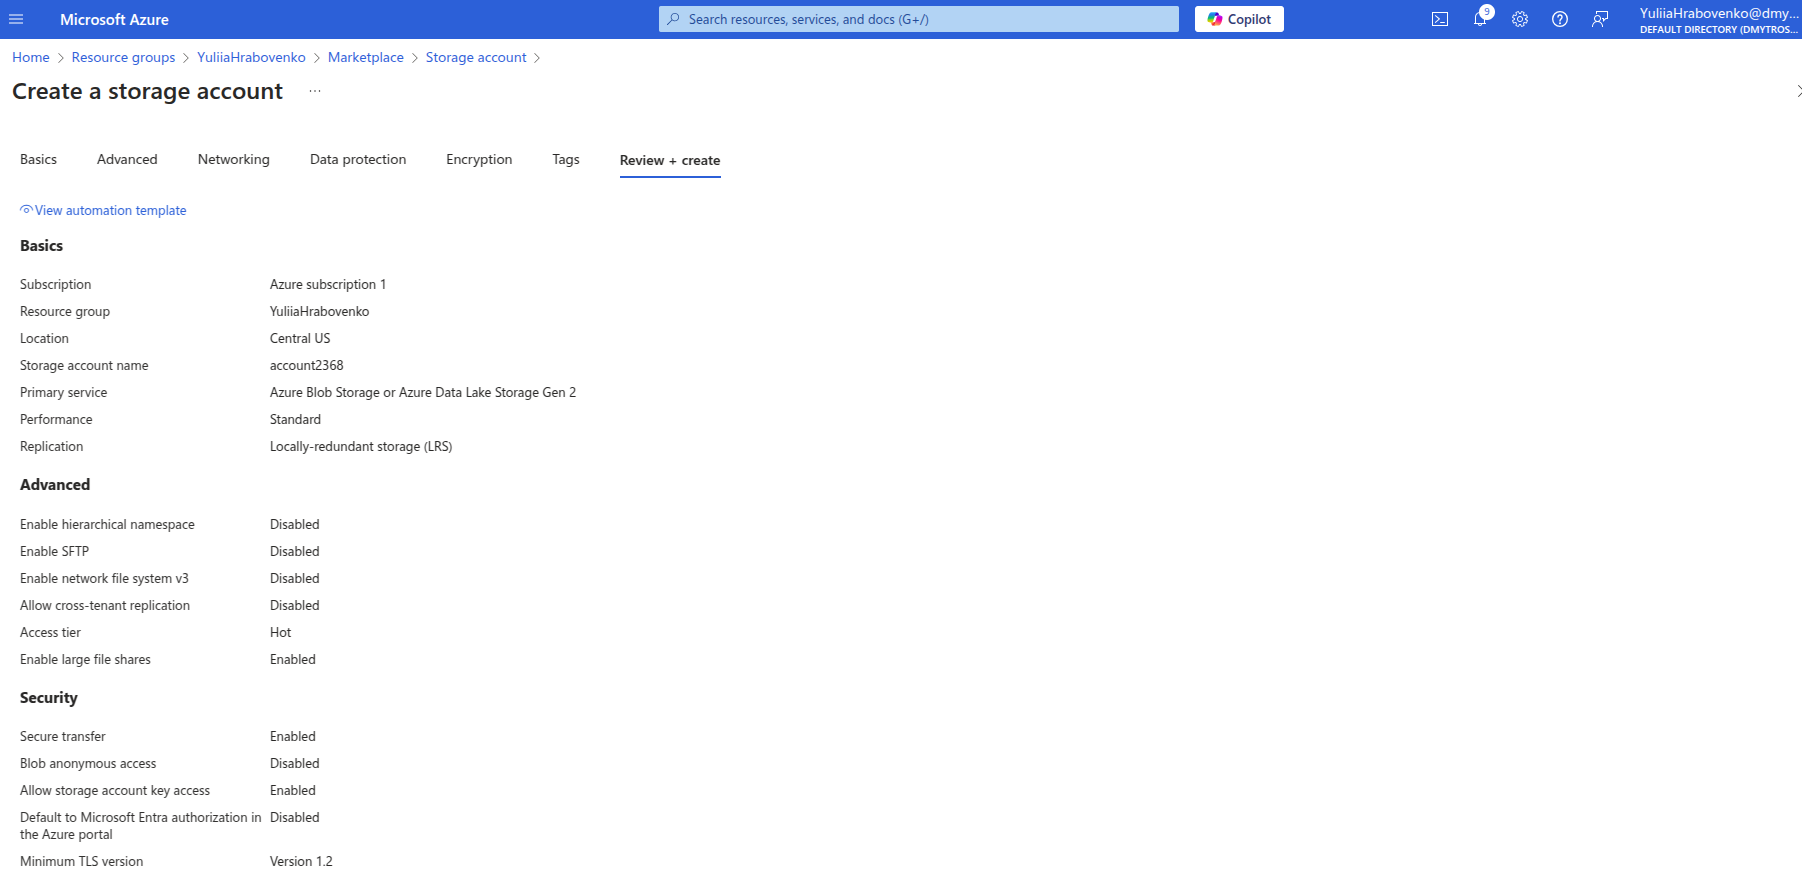 Microsoft Azure
Search resources, services, and docs (G+/)
Copilot
9
YuliiaHrabovenko@dmy...
DEFAULT DIRECTORY (DMYTROS...
Home > Resource groups > YuliiaHrabovenko > Marketplace > Storage account >
Create a storage account ...
Basics Advanced Networking Data protection Encryption Tags Review + create
View automation template
Basics
Subscription Azure subscription 1
Resource group YuliiaHrabovenko
Location Central US
Storage account name account2368
Primary service Azure Blob Storage or Azure Data Lake Storage Gen 2
Performance Standard
Replication Locally-redundant storage (LRS)
Advanced
Enable hierarchical namespace Disabled
Enable SFTP Disabled
Enable network file system v3 Disabled
Allow cross-tenant replication Disabled
Access tier Hot
Enable large file shares Enabled
Security
Secure transfer Enabled
Blob anonymous access Disabled
Allow storage account key access Enabled
Default to Microsoft Entra authorization in Disabled
the Azure portal
Minimum TLS version Version 1.2